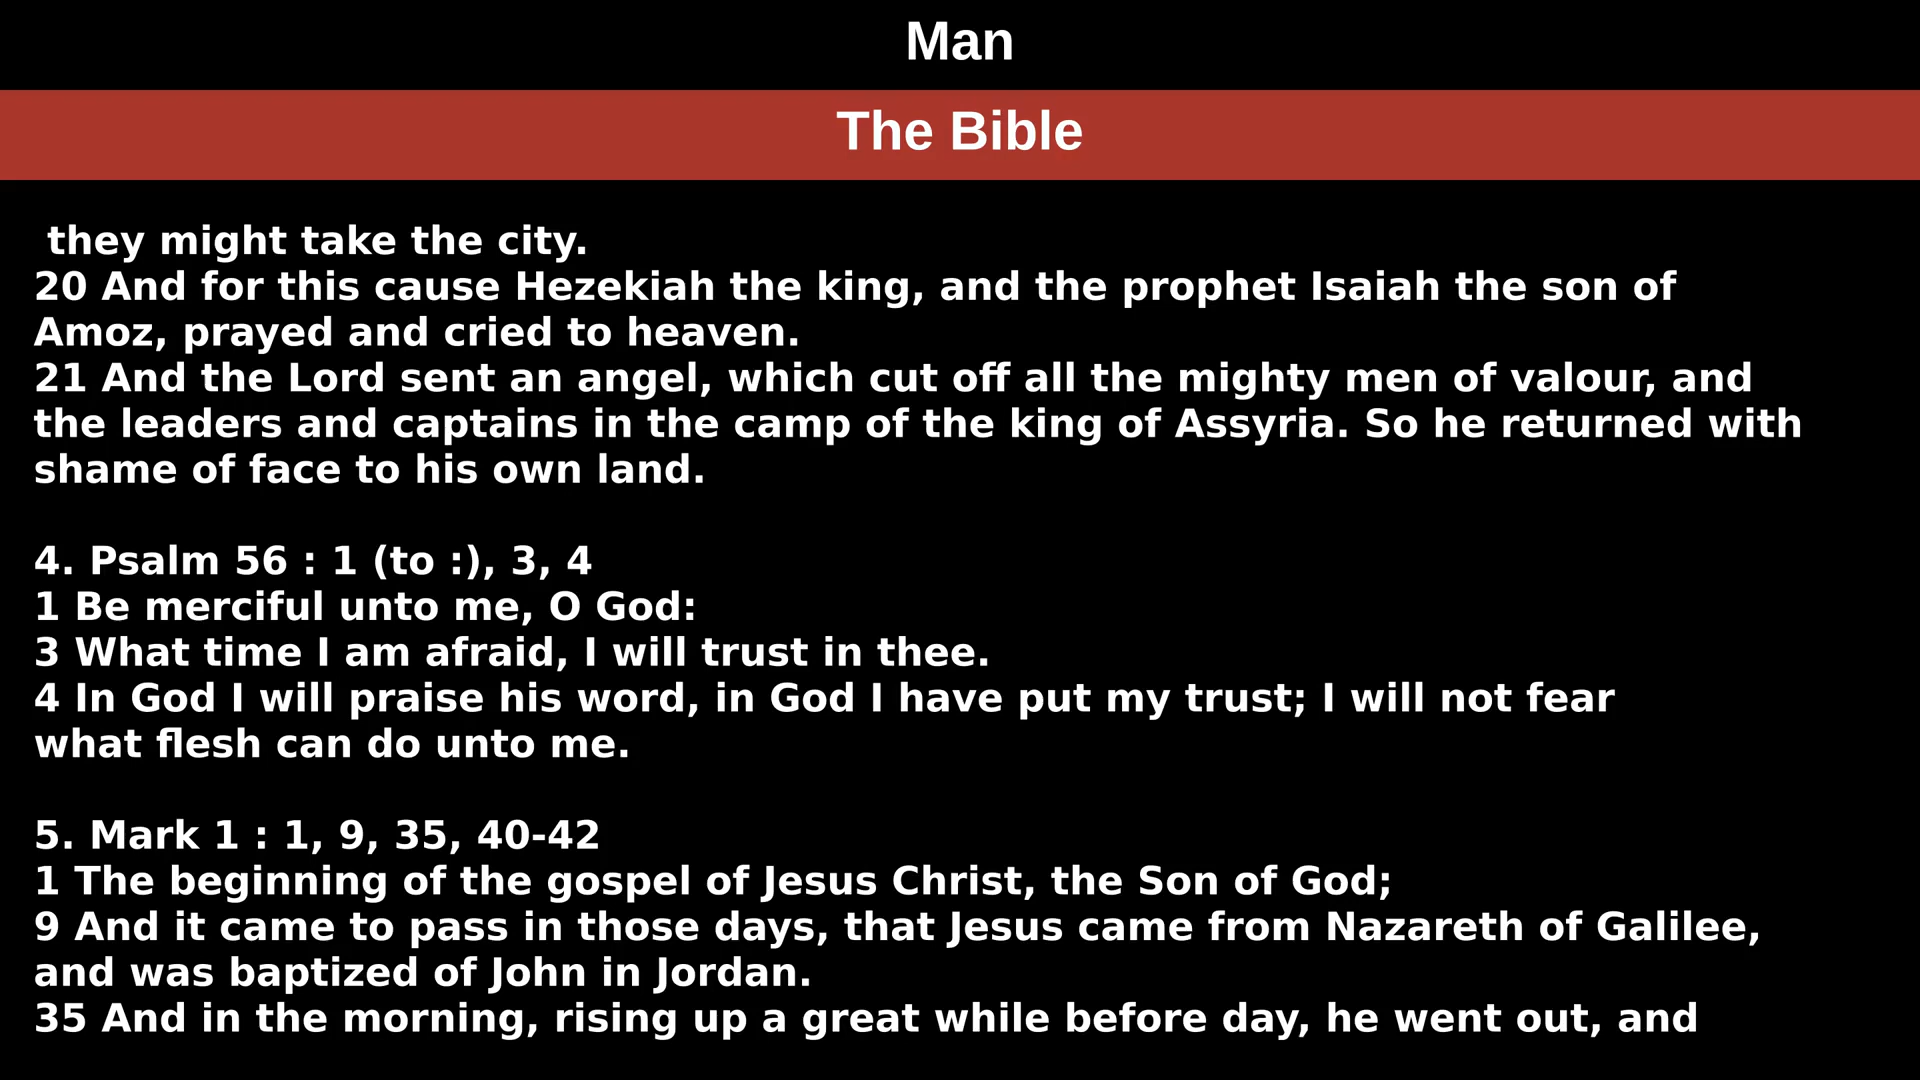 Man
The Bible
they might take the city.
20 And for this cause Hezekiah the king, and the prophet Isaiah the son of
Amoz, prayed and cried to heaven.
21 And the Lord sent an angel, which cut off all the mighty men of valour, and
the leaders and captains in the camp of the king of Assyria. So he returned with
shame of face to his own land.
4. Psalm 56 : 1 (to :), 3, 4
1 Be merciful unto me, O God:
3 What time I am afraid, I will trust in thee.
4 In God I will praise his word, in God I have put my trust; I will not fear
what flesh can do unto me.
5. Mark 1 : 1, 9, 35, 40-42
1 The beginning of the gospel of Jesus Christ, the Son of God;
9 And it came to pass in those days, that Jesus came from Nazareth of Galilee,
and was baptized of John in Jordan.
35 And in the morning, rising up a great while before day, he went out, and